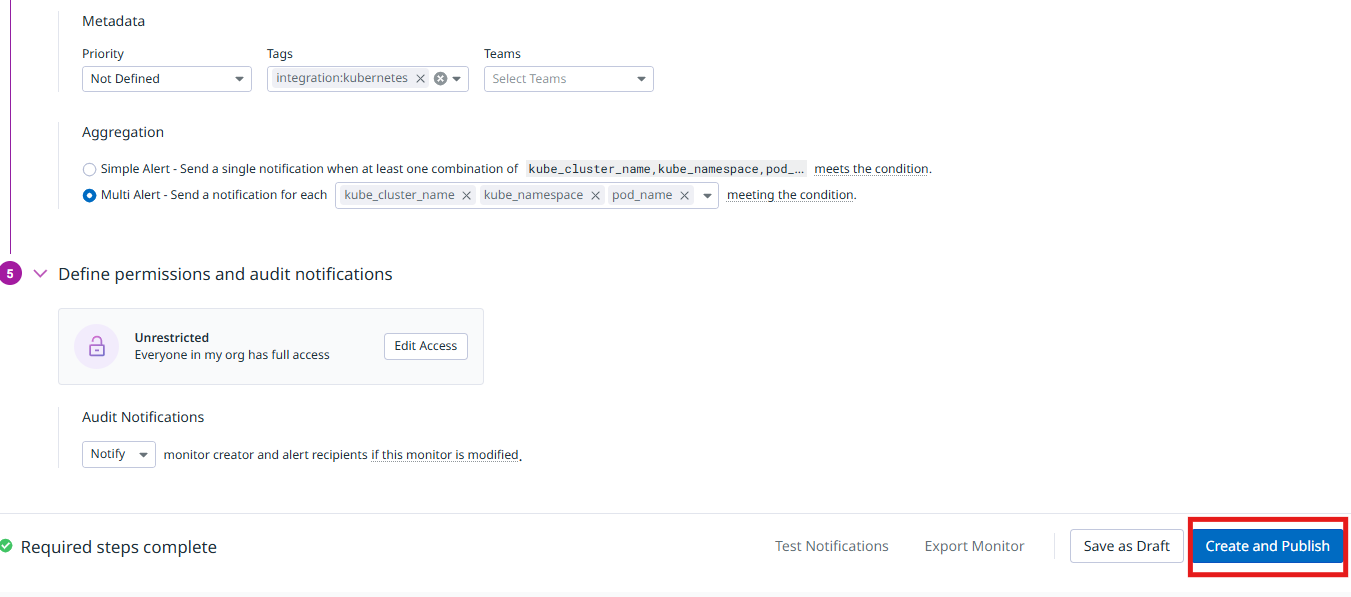 Metadata
Priority Tags Teams
Not Defined integration:kubernetes Select Teams
Aggregation
Simple Alert - Send a single notification when at least one combination of kube_cluster_name,kube_namespace,pod_... meets the condition.
Multi Alert - Send a notification for each kube_cluster_name kube_namespace pod_name meeting the condition.
5 Define permissions and audit notifications
Unrestricted
Everyone in my org has full access Edit Access
Audit Notifications
Notify monitor creator and alert recipients if this monitor is modified.
Required steps complete Test Notifications Export Monitor Save as Draft Create and Publish